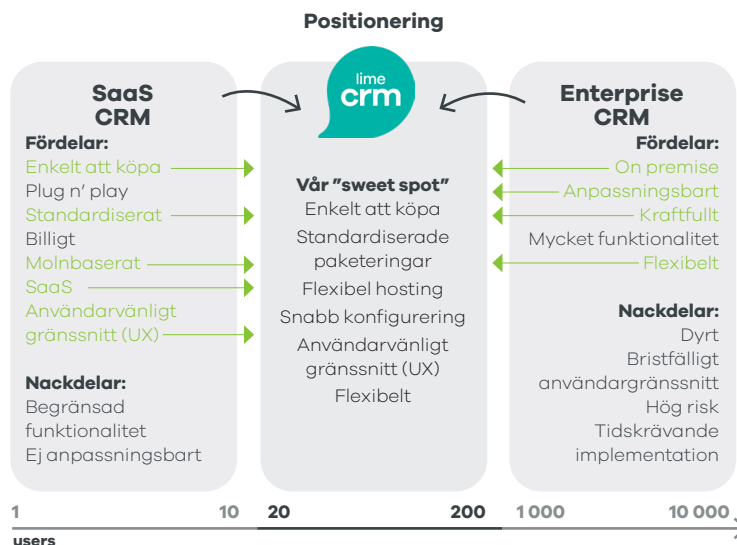 Positionering
SaaS
CRM
Fördelar:
Enkelt att köpa
Plug n’ play
Standardiserat
Billigt
Molnbaserat
SaaS
Användarvänligt
gränssnitt (UX)
Nackdelar:
Begränsad
funktionalitet
Ej anpassningsbart
lime
crm
Vår ”sweet spot”
Enkelt att köpa
Standardiserade
paketeringar
Flexibel hosting
Snabb konfigurering
Användarvänligt
gränssnitt (UX)
Flexibelt
Enterprise
CRM
Fördelar:
On premise
Anpassningsbart
Kraftfullt
Mycket funktionalitet
Flexibelt
Nackdelar:
Dyrt
Bristfälligt
användargränssnitt
Hög risk
Tidskrävande
implementation
1 10 20 200 1 000 10 000
users